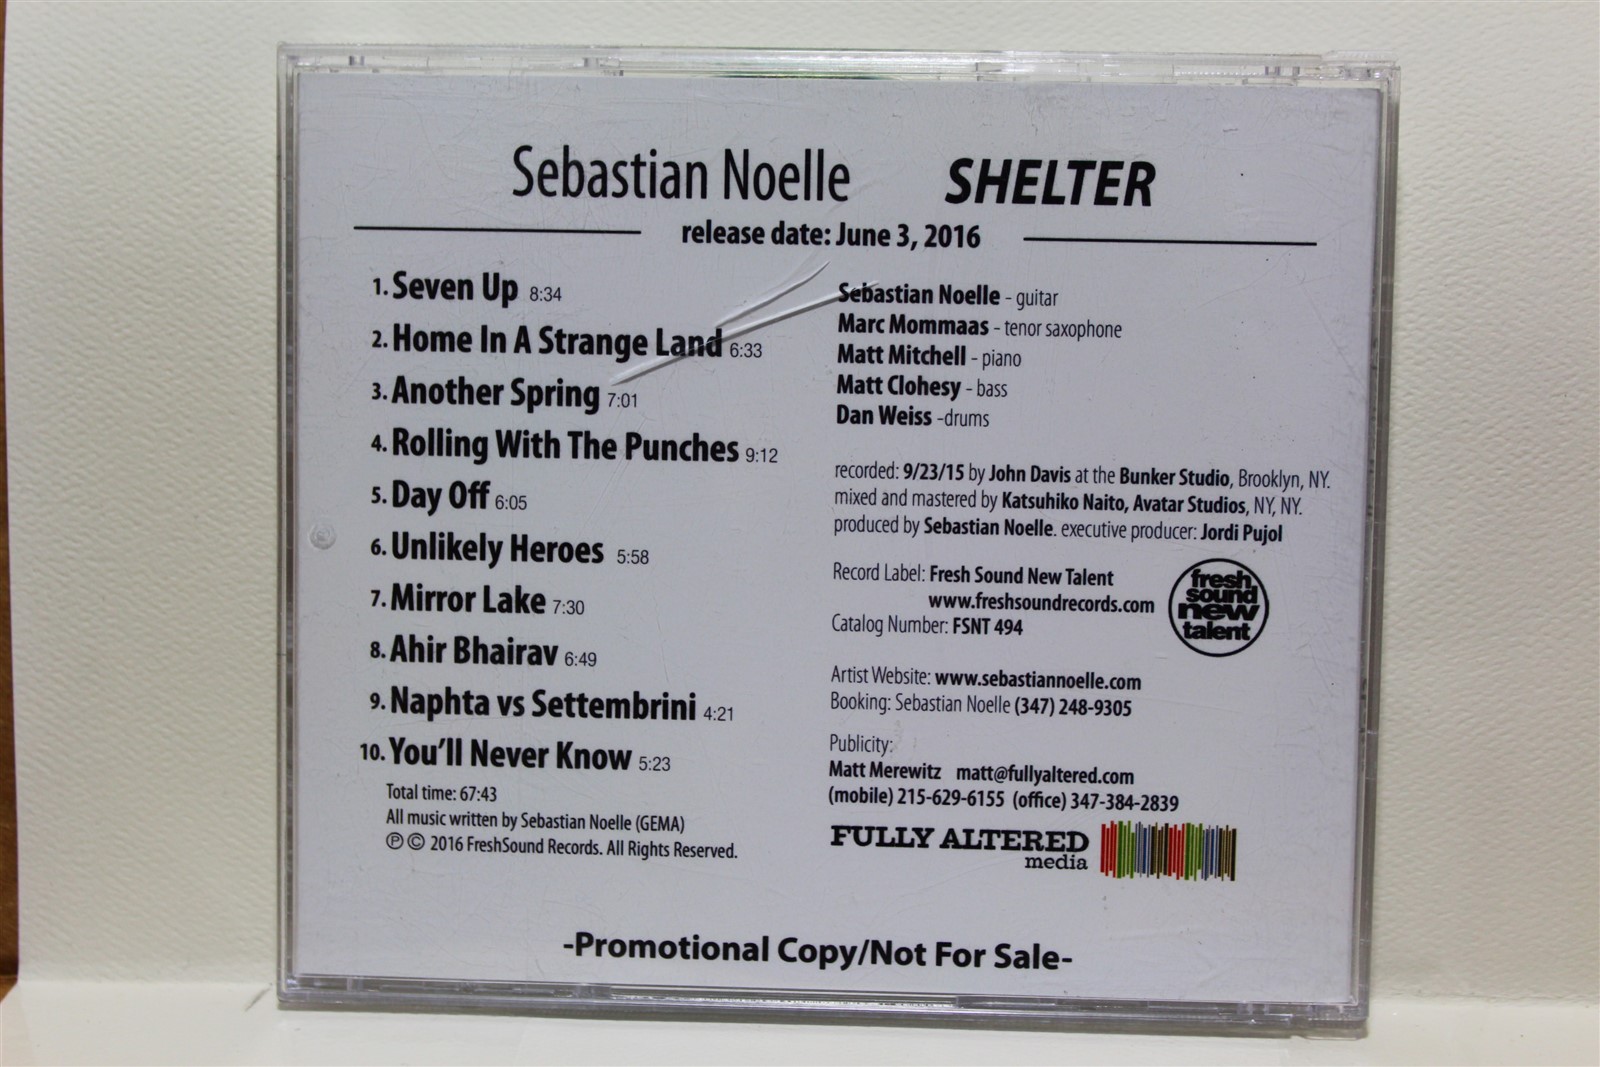 Sebastian Noelle SHELTER
release date: June 3, 2016
1. Seven Up 8:34
2. Home In A Strange Land 6:33
3. Another Spring 7:01
4. Rolling With The Punches 9:12
5. Day Off 6:05
6. Unlikely Heroes 5:58
7. Mirror Lake 7:30
8. Ahir Bhairav 6:49
9. Naphta vs Settembrini 4:21
10. You'll Never Know 5:23
Total time: 67:43
All music written by Sebastian Noelle (GEMA)
℗ © 2016 FreshSound Records. All Rights Reserved.
Sebastian Noelle - guitar
Marc Mommaas - tenor saxophone
Matt Mitchell - piano
Matt Clohesy - bass
Dan Weiss -drums
recorded: 9/23/15 by John Davis at the Bunker Studio, Brooklyn, NY.
mixed and mastered by Katsuhiko Naito, Avatar Studios, NY, NY.
produced by Sebastian Noelle. executive producer: Jordi Pujol
Record Label: Fresh Sound New Talent
www.freshsoundrecords.com
Catalog Number: FSNT 494
fresh
sound
new
talent
Artist Website: www.sebastiannoelle.com
Booking: Sebastian Noelle (347) 248-9305
Publicity:
Matt Merewitz matt@fullyaltered.com
(mobile) 215-629-6155 (office) 347-384-2839
FULLY ALTERED
media
-Promotional Copy/Not For Sale-